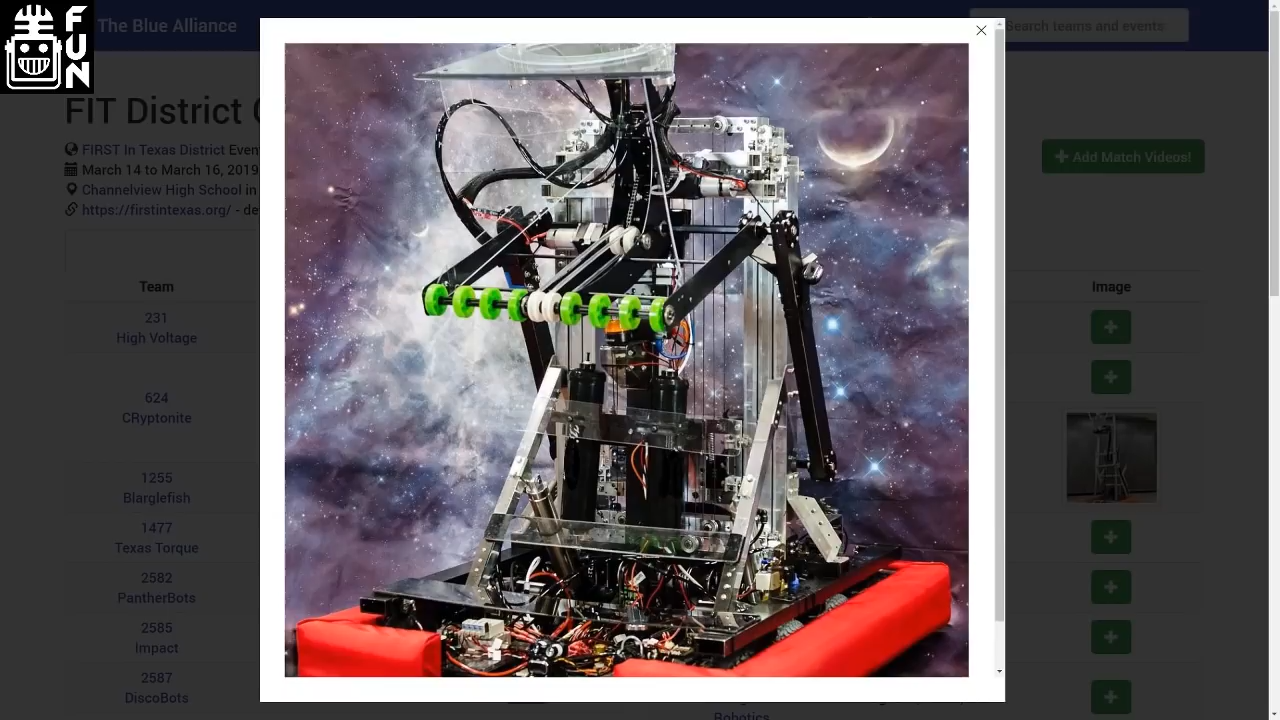 FUN
The Blue Alliance
Search teams and events
FIT District C
Add Match Videos!
FIRST In Texas District Even
March 14 to March 16, 2019
Channelview High School in
https://firstintexas.org/ - de
Team
Image
231
High Voltage
624
CRyptonite
1255
Blarglefish
1477
Texas Torque
2582
PantherBots
2585
Impact
2587
DiscoBots
Robotics